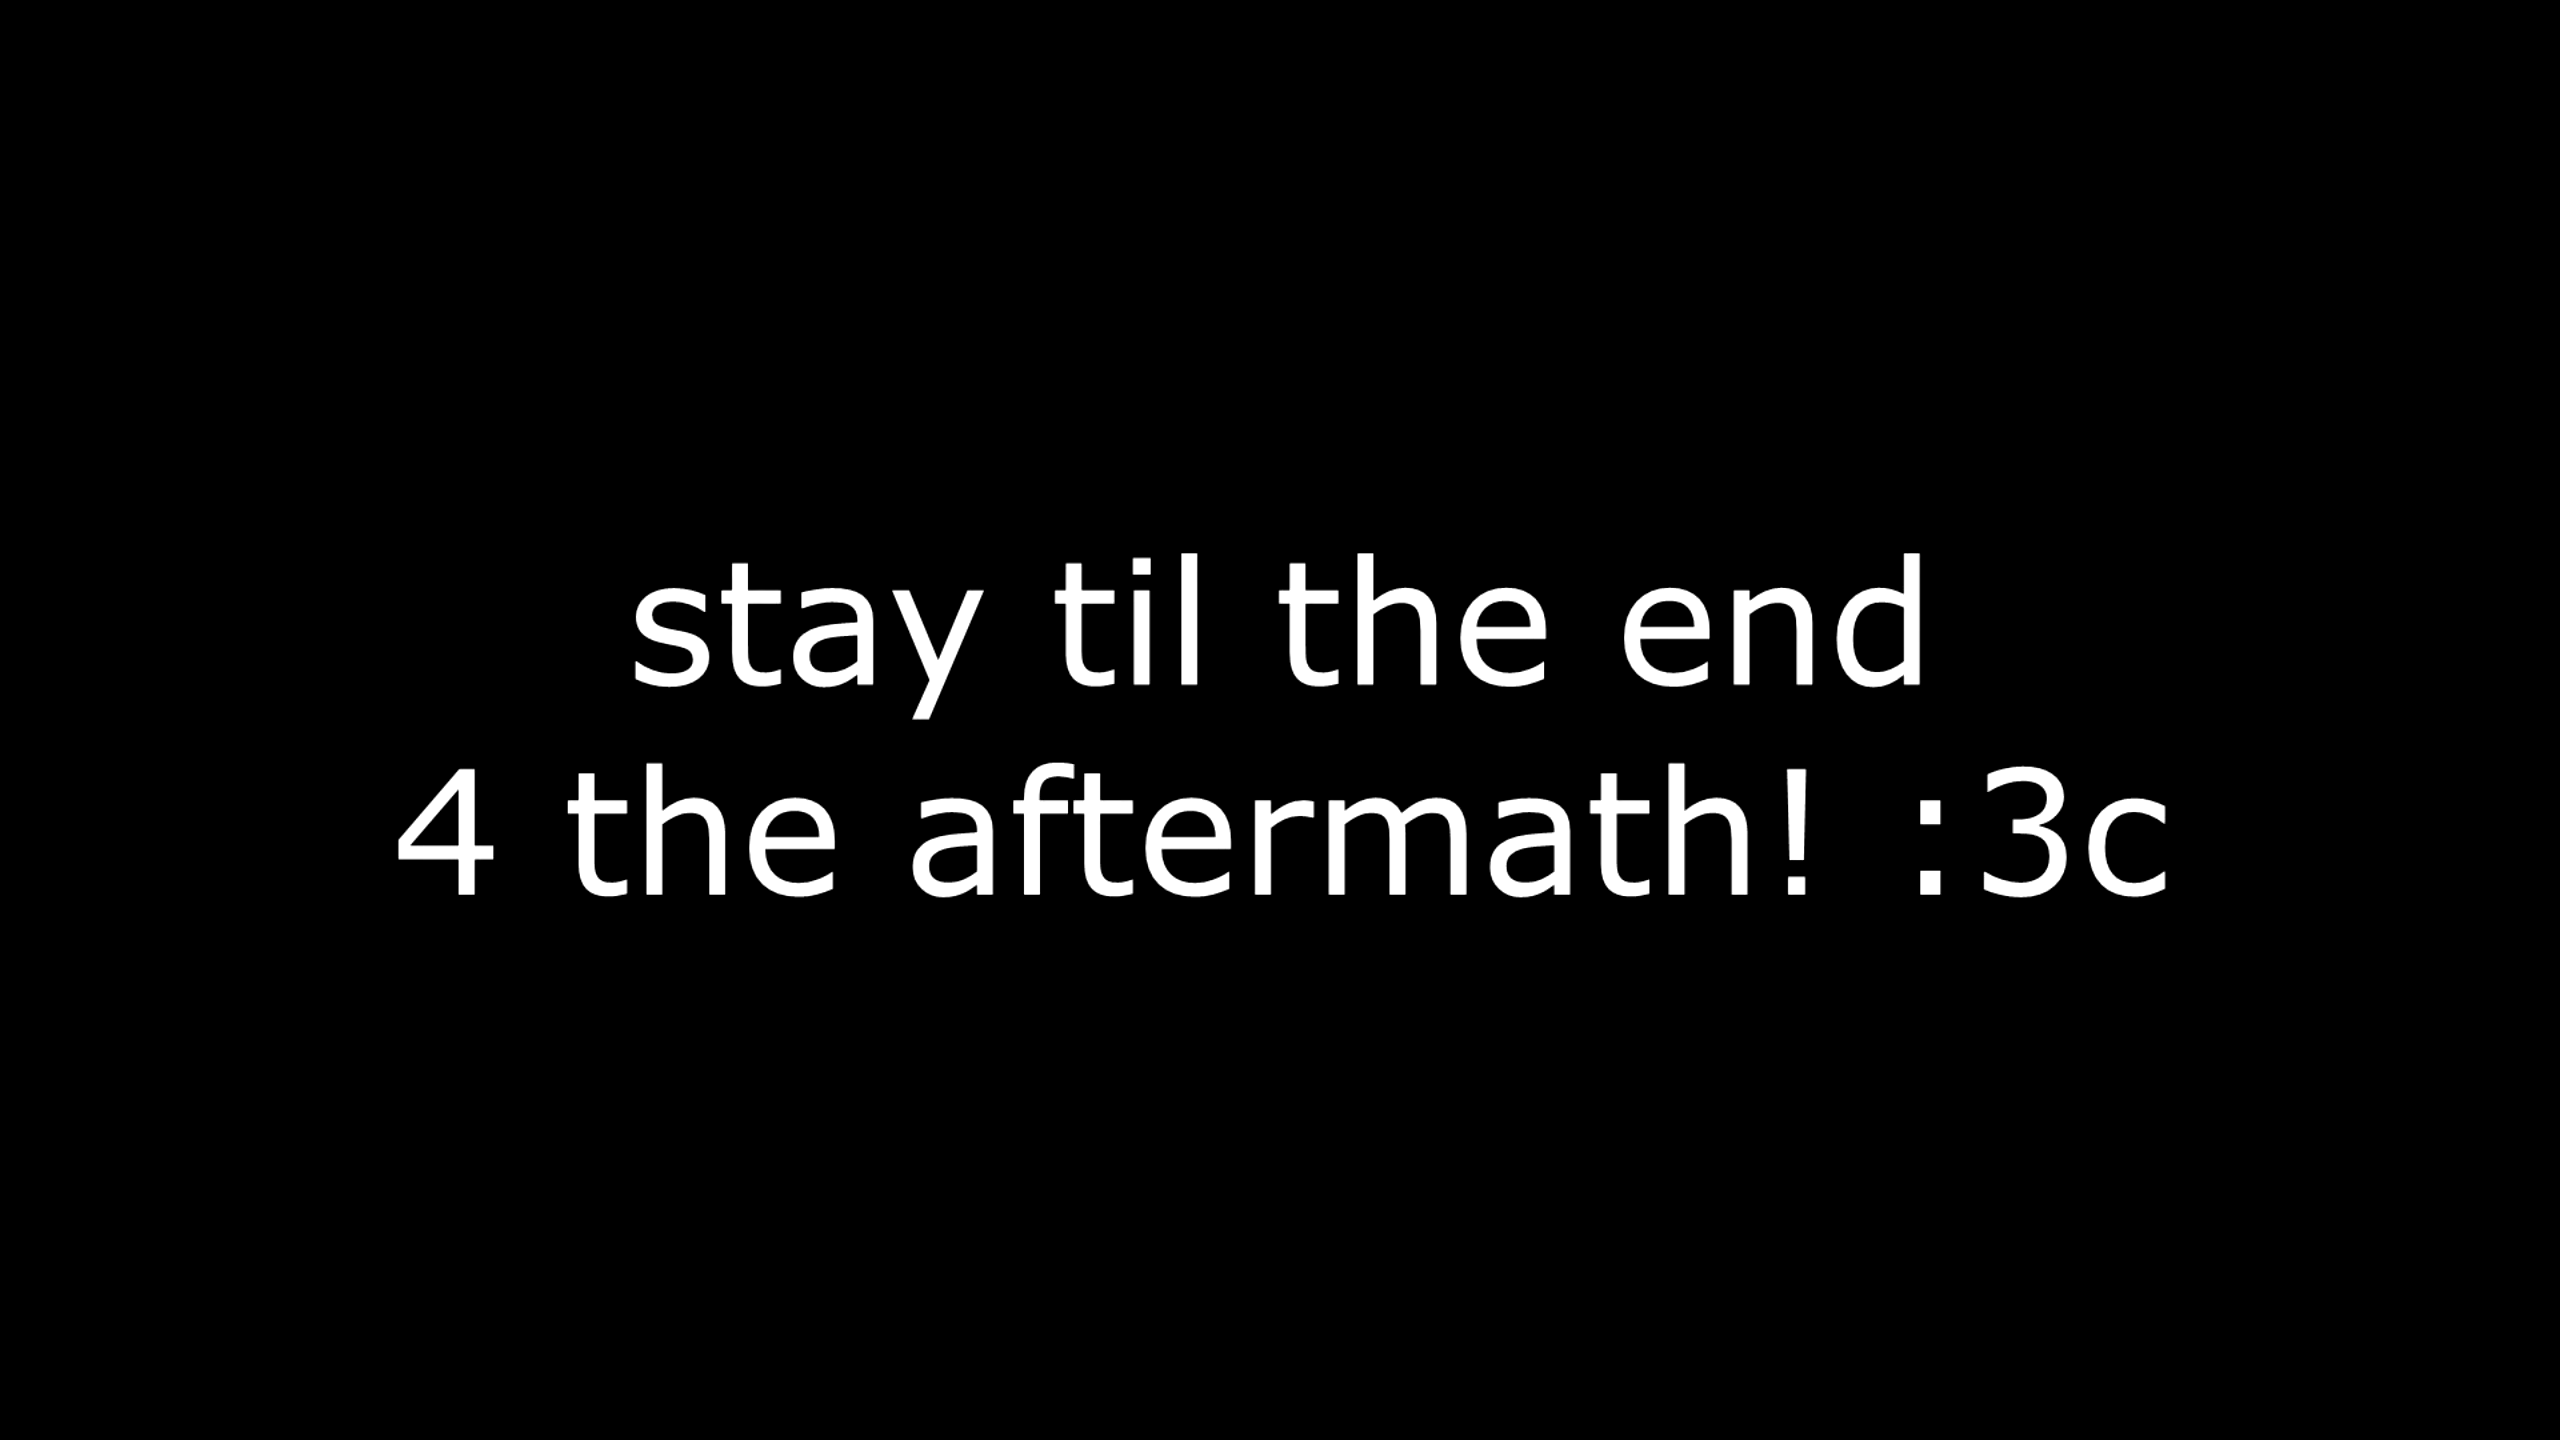 stay til the end
4 the aftermath! :3c